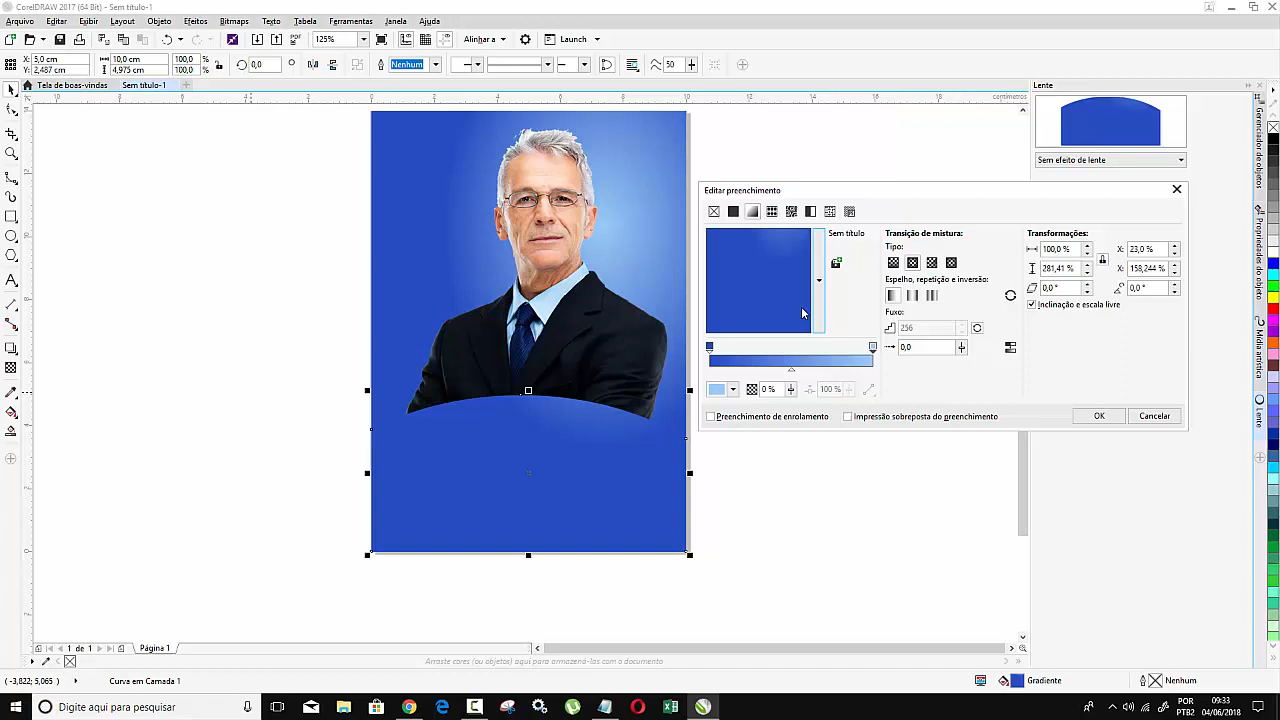 CorelDRAW 2017 (64 Bit) - Sem título-1
Arquivo Editar Exibir Layout Objeto Efeitos Bitmaps Texto Tabela Ferramentas Janela Ajuda
125% Alinhar a Launch
X: 5,0 cm 10,0 cm 100,0 % 0,0 Nenhum 50
Y: 2,487 cm 4,975 cm 100,0 %
Tela de boas-vindas Sem título-1
centímetros
Lente
Sem efeito de lente
Editar preenchimento
Sem título Transição de mistura: Transformações:
Tipo: 100,0 % X: 23,0 %
281,41 % X: 158,244 %
Espelho, repetição e inversão: 0,0 ° 0,0 °
Inclinação e escala livre
Fuxo:
256
0,0
0 % 100 %
Preenchimento de enrolamento Impressão sobreposta do preenchimento OK Cancelar
Gerenciador de objetos
Propriedades do objeto
Mídia artística
Lente
1 de 1 Página 1
Arraste cores (ou objetos) aqui para armazená-las com o documento
(-3,822; 5,065) Curva em Camada 1 Gradiente Nenhum
Digite aqui para pesquisar
POR 09:33
PTB2 04/06/2018